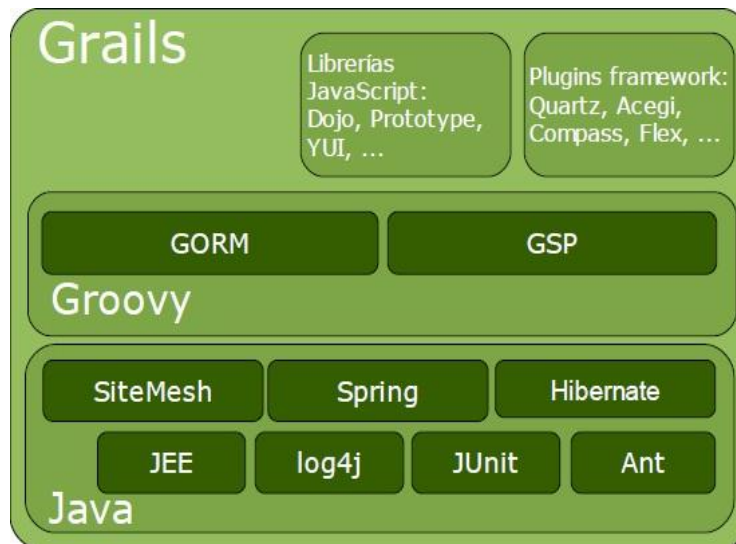 Grails
Librerías
JavaScript:
Dojo, Prototype,
YUI, ...
Plugins framework:
Quartz, Acegi,
Compass, Flex, ...
GORM
GSP
Groovy
SiteMesh
Spring
Hibernate
JEE
log4j
JUnit
Ant
Java